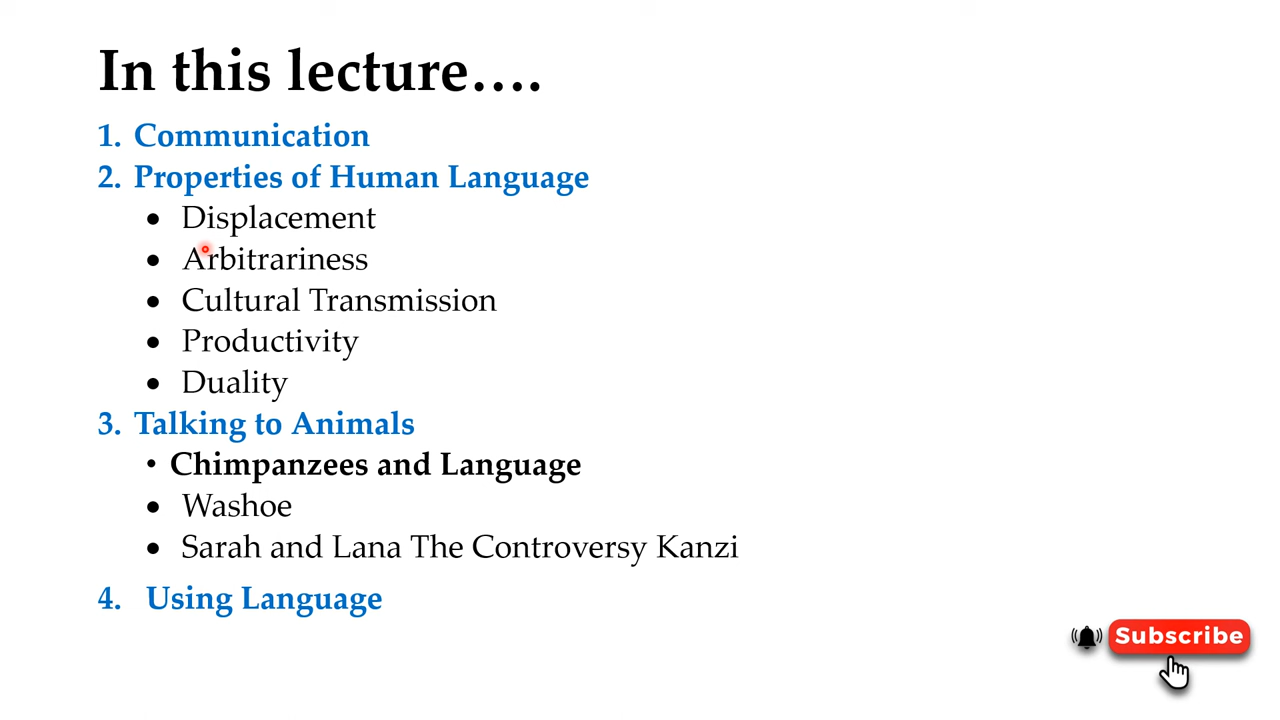 In this lecture….
1. Communication
2. Properties of Human Language
• Displacement
• Arbitrariness
• Cultural Transmission
• Productivity
• Duality
3. Talking to Animals
• Chimpanzees and Language
• Washoe
• Sarah and Lana The Controversy Kanzi
4. Using Language
Subscribe